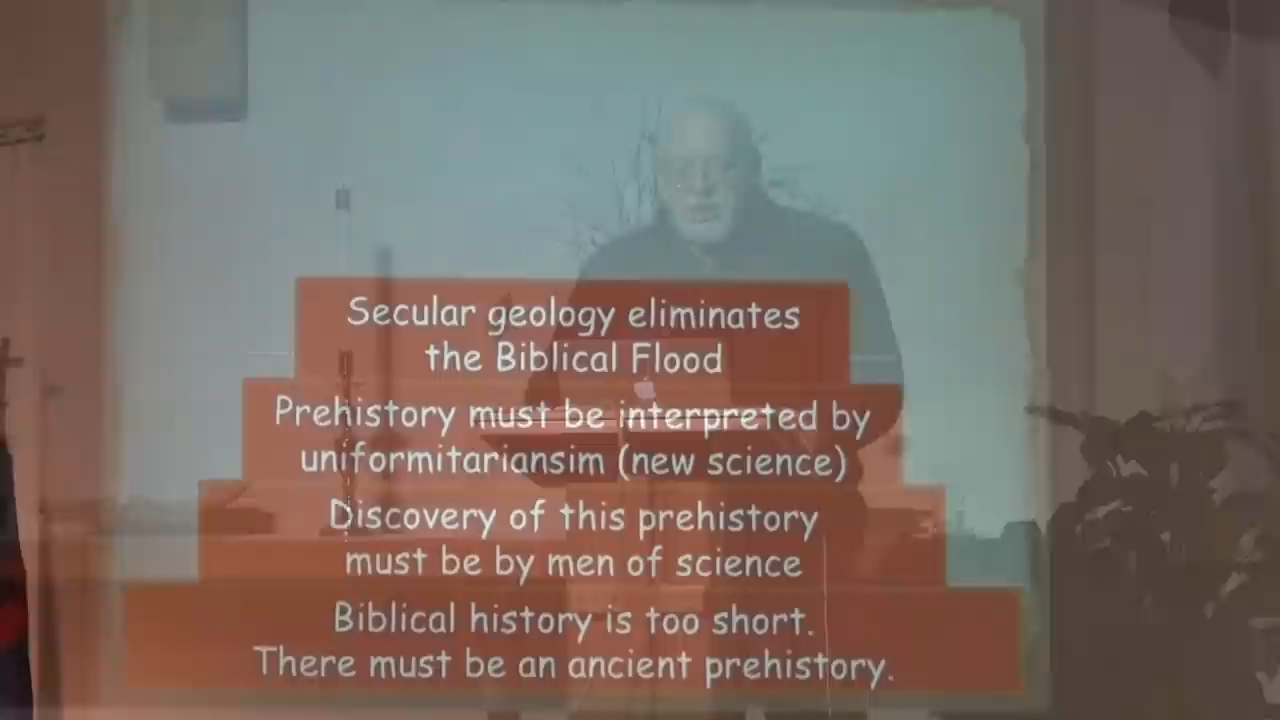 Secular geology eliminates
the Biblical Flood
Prehistory must be interpreted by
uniformitariansim (new science)
Discovery of this prehistory
must be by men of science
Biblical history is too short.
There must be an ancient prehistory.